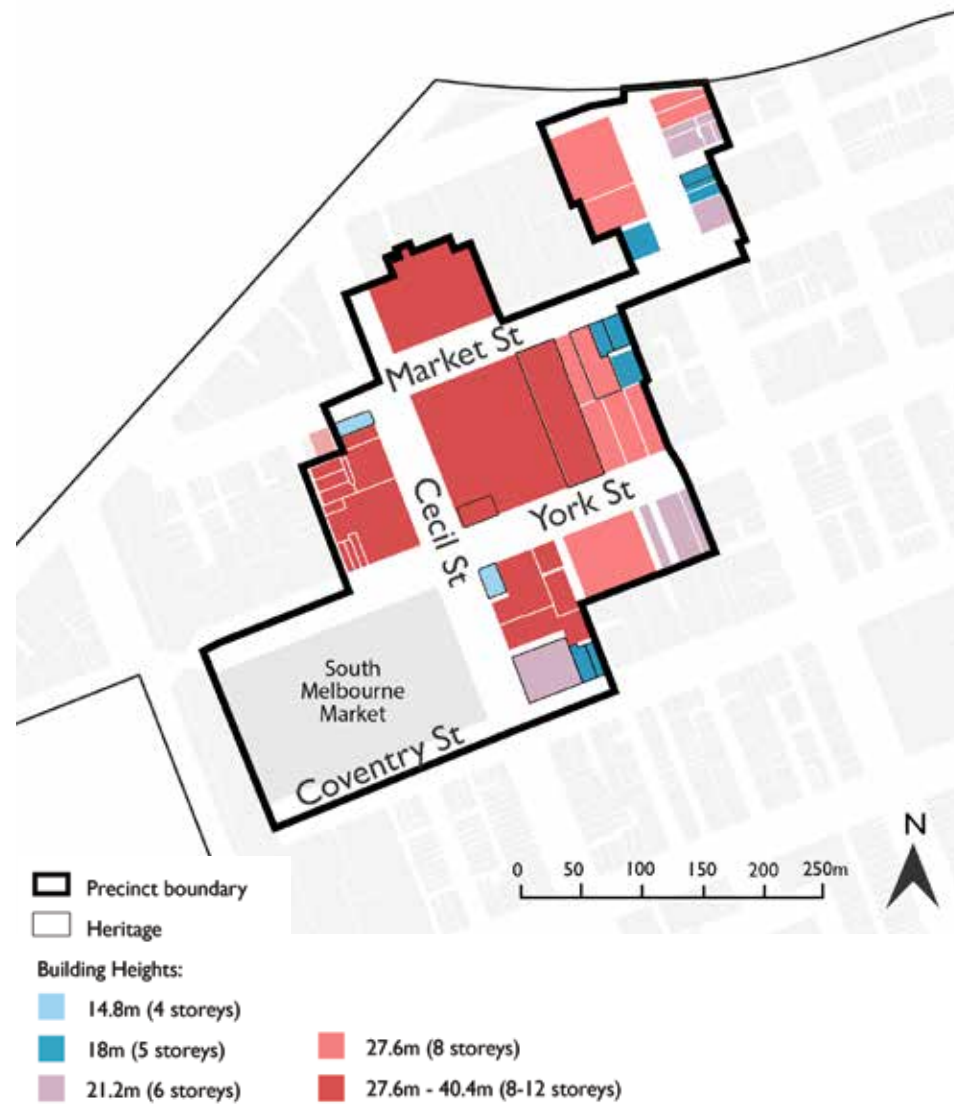 Market St
Cecil St
York St
South
Melbourne
Market
Coventry St
N
0 50 100 150 200 250m
Precinct boundary
Heritage
Building Heights:
14.8m (4 storeys)
18m (5 storeys)
21.2m (6 storeys)
27.6m (8 storeys)
27.6m - 40.4m (8-12 storeys)